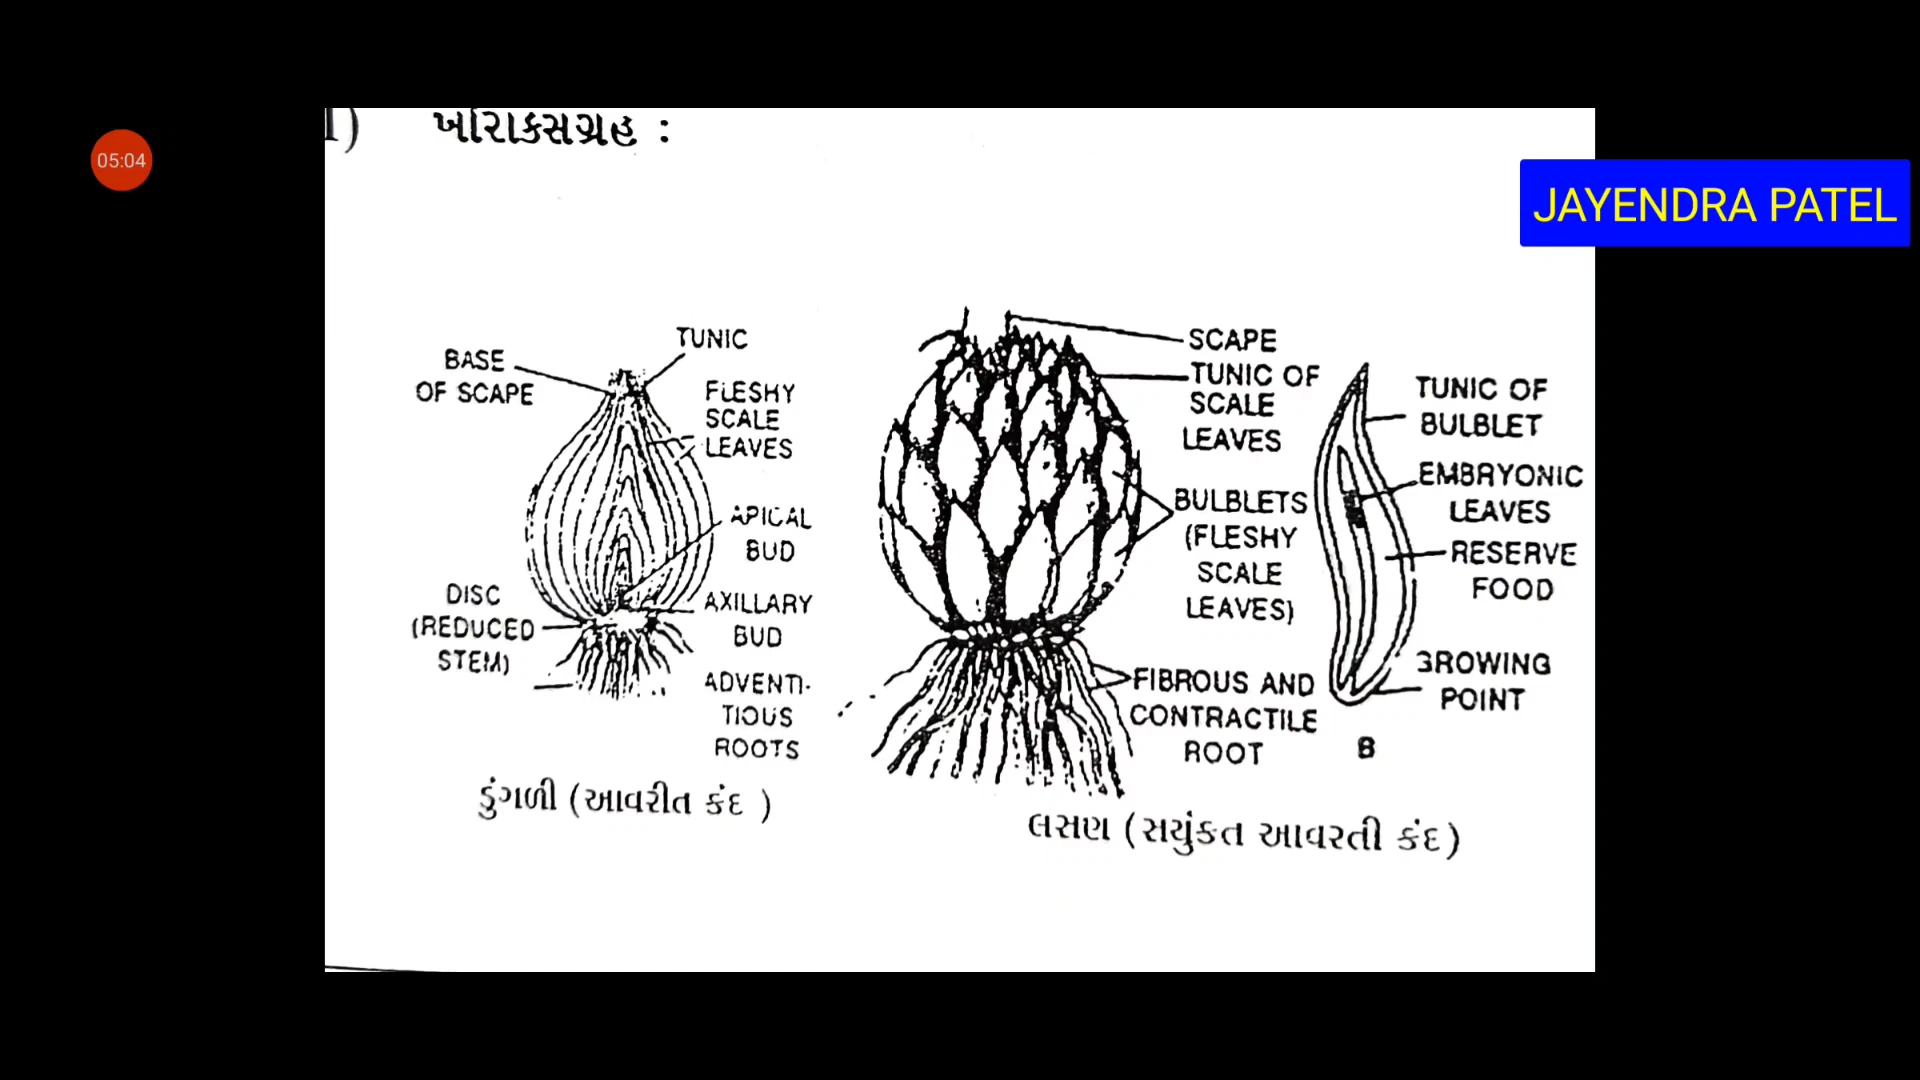 05:04
ખોરાકસંગ્રહ :
JAYENDRA PATEL
BASE
OF SCAPE
TUNIC
FLESHY
SCALE
LEAVES
APICAL
BUD
DISC
(REDUCED
STEM)
AXILLARY
BUD
ADVENTI-
TIOUS
ROOTS
ડુંગળી (આવરીત કંદ )
SCAPE
TUNIC OF
SCALE
LEAVES
BULBLETS
(FLESHY
SCALE
LEAVES)
FIBROUS AND
CONTRACTILE
ROOT
TUNIC OF
BULBLET
EMBRYONIC
LEAVES
RESERVE
FOOD
GROWING
POINT
B
લસણ (સયુંકત આવરતી કંદ)